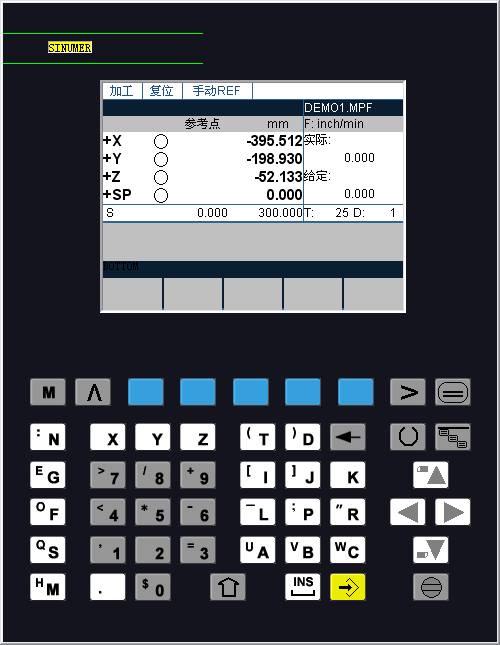 SINUMER
加工 复位 手动REF
DEMO1.MPF
参考点 mm F: inch/min
+X -395.512 实际:
+Y -198.930 0.000
+Z -52.133 给定:
+SP 0.000 0.000
S 0.000 300.000 T: 25 D: 1
BOTTOM
M Λ >
: N X Y Z ( T ) D
E G > 7 / 8 + 9 [ I ] J K
O F < 4 * 5 - 6 ¯ L ; P " R
Q S ' 1 2 = 3 U A V B W C
H M . $ 0 INS